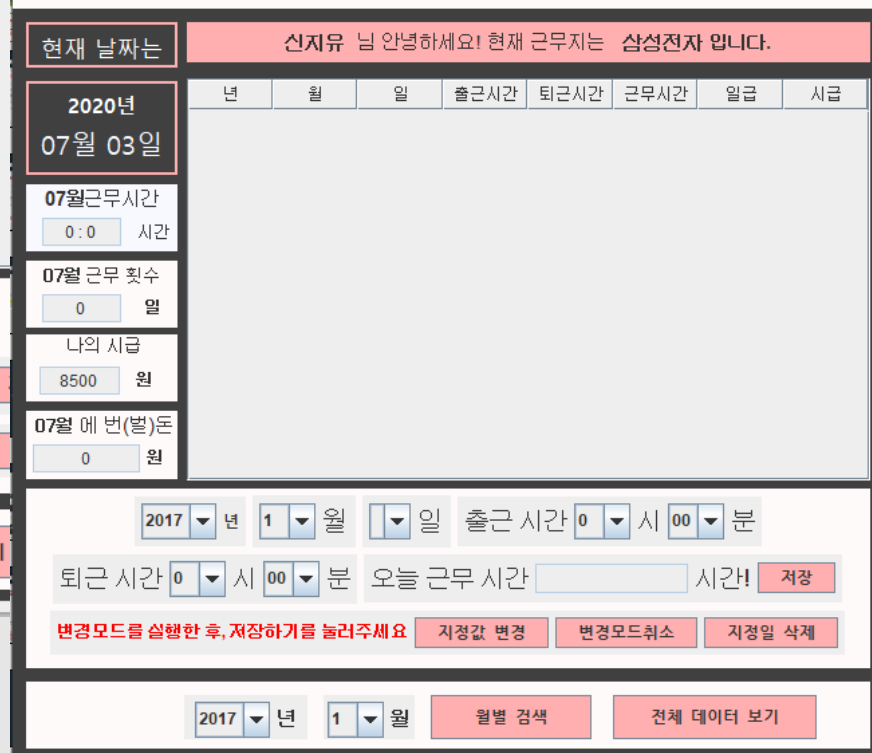 현재 날짜는
신지유 님 안녕하세요! 현재 근무지는 삼성전자 입니다.
2020년
07월 03일
년 월 일 출근시간 퇴근시간 근무시간 일급 시급
07월근무시간
0 : 0 시간
07월 근무 횟수
0 일
나의 시급
8500 원
07월 에 번(벌)돈
0 원
2017 년 1 월 일 출근 시간 0 시 00 분
퇴근 시간 0 시 00 분 오늘 근무 시간 시간! 저장
변경모드를 실행한 후, 저장하기를 눌러주세요 지정값 변경 변경모드취소 지정일 삭제
2017 년 1 월 월별 검색 전체 데이터 보기